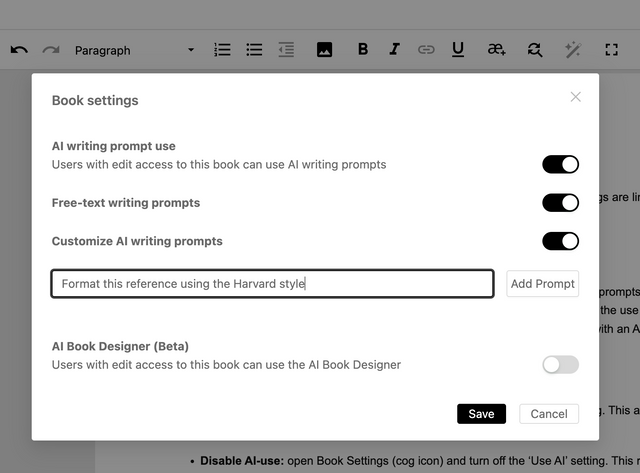 Paragraph
B I U æ+
Book settings
AI writing prompt use
Users with edit access to this book can use AI writing prompts
gs are lin
Free-text writing prompts
Customize AI writing prompts
Format this reference using the Harvard style
Add Prompt
prompts
the use
with an A
AI Book Designer (Beta)
Users with edit access to this book can use the AI Book Designer
Save
Cancel
g. This a
• Disable AI-use: open Book Settings (cog icon) and turn off the ‘Use AI’ setting. This r